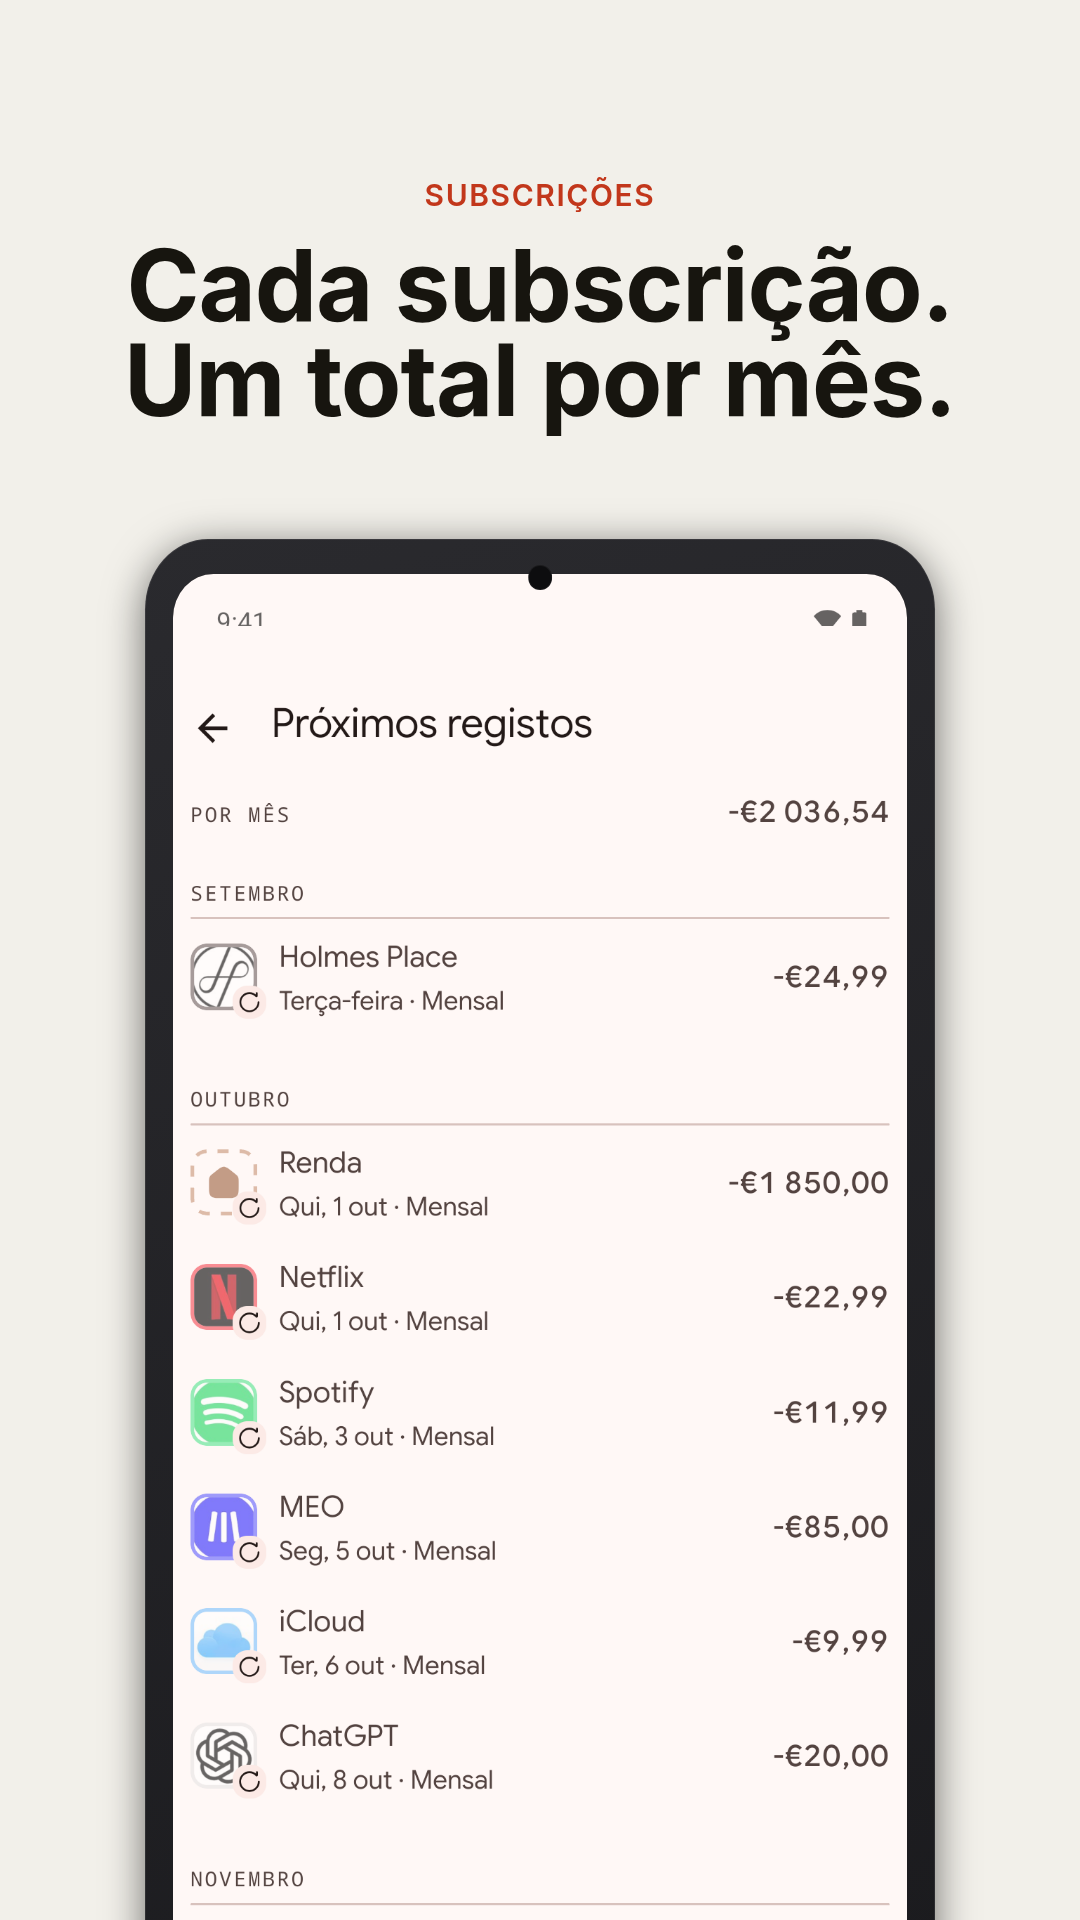 SUBSCRIÇÕES
Cada subscrição.
Um total por mês.
9:41
Próximos registos
POR MÊS -€2 036,54
SETEMBRO
Holmes Place
Terça-feira · Mensal
-€24,99
OUTUBRO
Renda
Qui, 1 out · Mensal
-€1 850,00
Netflix
Qui, 1 out · Mensal
-€22,99
Spotify
Sáb, 3 out · Mensal
-€11,99
MEO
Seg, 5 out · Mensal
-€85,00
iCloud
Ter, 6 out · Mensal
-€9,99
ChatGPT
Qui, 8 out · Mensal
-€20,00
NOVEMBRO